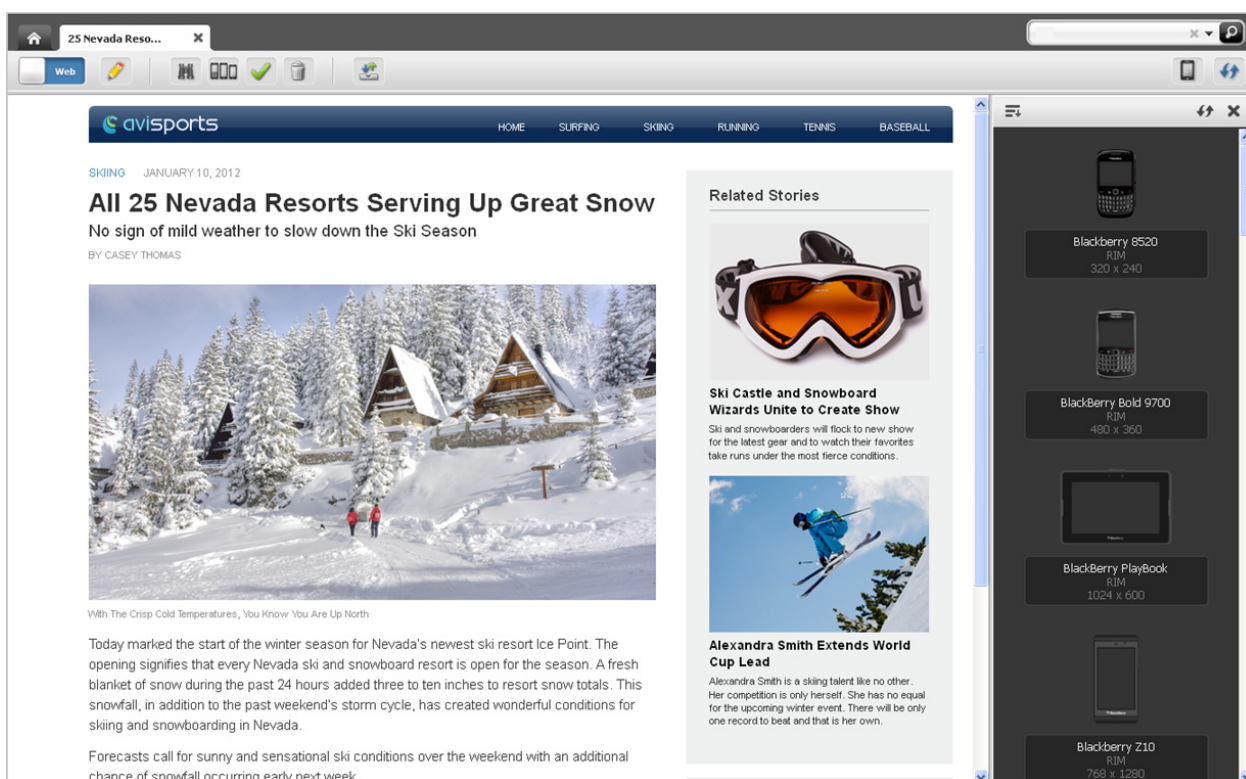 25 Nevada Reso...
Web
avisports
HOME SURFING SKIING RUNNING TENNIS BASEBALL
SKIING JANUARY 10, 2012
All 25 Nevada Resorts Serving Up Great Snow
No sign of mild weather to slow down the Ski Season
BY CASEY THOMAS
With The Crisp Cold Temperatures, You Know You Are Up North
Today marked the start of the winter season for Nevada's newest ski resort Ice Point. The
opening signifies that every Nevada ski and snowboard resort is open for the season. A fresh
blanket of snow during the past 24 hours added three to ten inches to resort snow totals. This
snowfall, in addition to the past weekend's storm cycle, has created wonderful conditions for
skiing and snowboarding in Nevada.
Forecasts call for sunny and sensational ski conditions over the weekend with an additional
chance of snowfall occurring early next week.
Related Stories
Ski Castle and Snowboard
Wizards Unite to Create Show
Ski and snowboarders will flock to new show
for the latest gear and to watch their favorites
take runs under the most fierce conditions.
Alexandra Smith Extends World
Cup Lead
Alexandra Smith is a skiing talent like no other.
Her competition is only herself. She has no equal
for the upcoming winter event. There will be only
one record to beat and that is her own.
Blackberry 8520
RIM
320 x 240
BlackBerry Bold 9700
RIM
480 x 360
BlackBerry PlayBook
RIM
1024 x 600
Blackberry Z10
RIM
768 x 1280